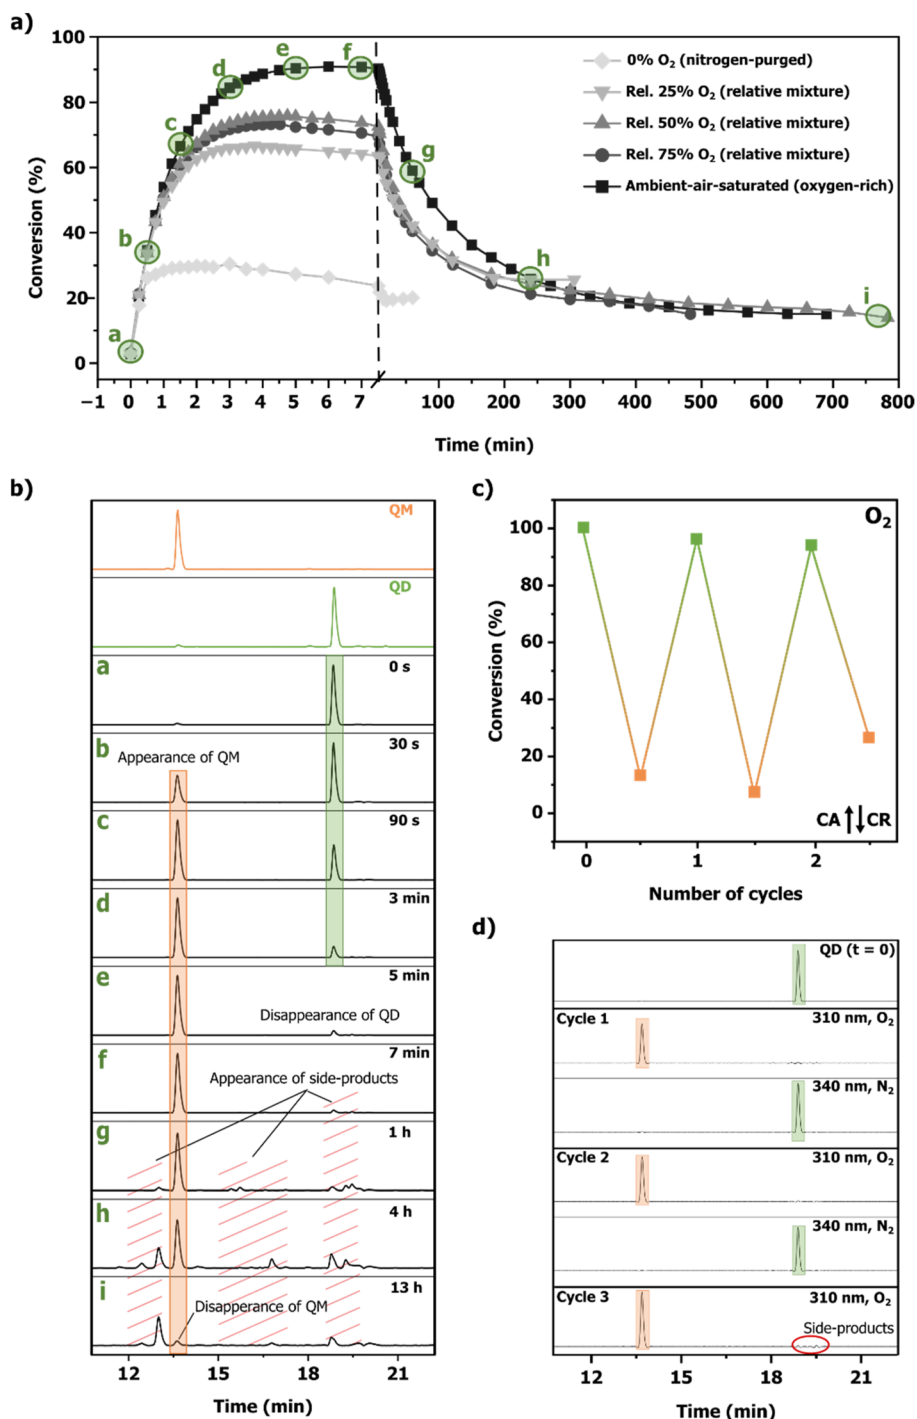 a)
100
80
60
40
20
0
Conversion (%)
a
b
c
d
e
f
g
h
i
0% O₂ (nitrogen-purged)
Rel. 25% O₂ (relative mixture)
Rel. 50% O₂ (relative mixture)
Rel. 75% O₂ (relative mixture)
Ambient-air-saturated (oxygen-rich)
−1 0 1 2 3 4 5 6 7 100 200 300 400 500 600 700 800
Time (min)
b)
QM
QD
a
0 s
b
30 s
Appearance of QM
c
90 s
d
3 min
e
5 min
Disappearance of QD
f
7 min
Appearance of side-products
g
1 h
h
4 h
i
13 h
Disapperance of QM
12 15 18 21
Time (min)
c)
O₂
100
80
60
40
20
0
Conversion (%)
CA CR
0 1 2
Number of cycles
d)
QD (t = 0)
Cycle 1
310 nm, O₂
340 nm, N₂
Cycle 2
310 nm, O₂
340 nm, N₂
Cycle 3
310 nm, O₂
Side-products
12 15 18 21
Time (min)